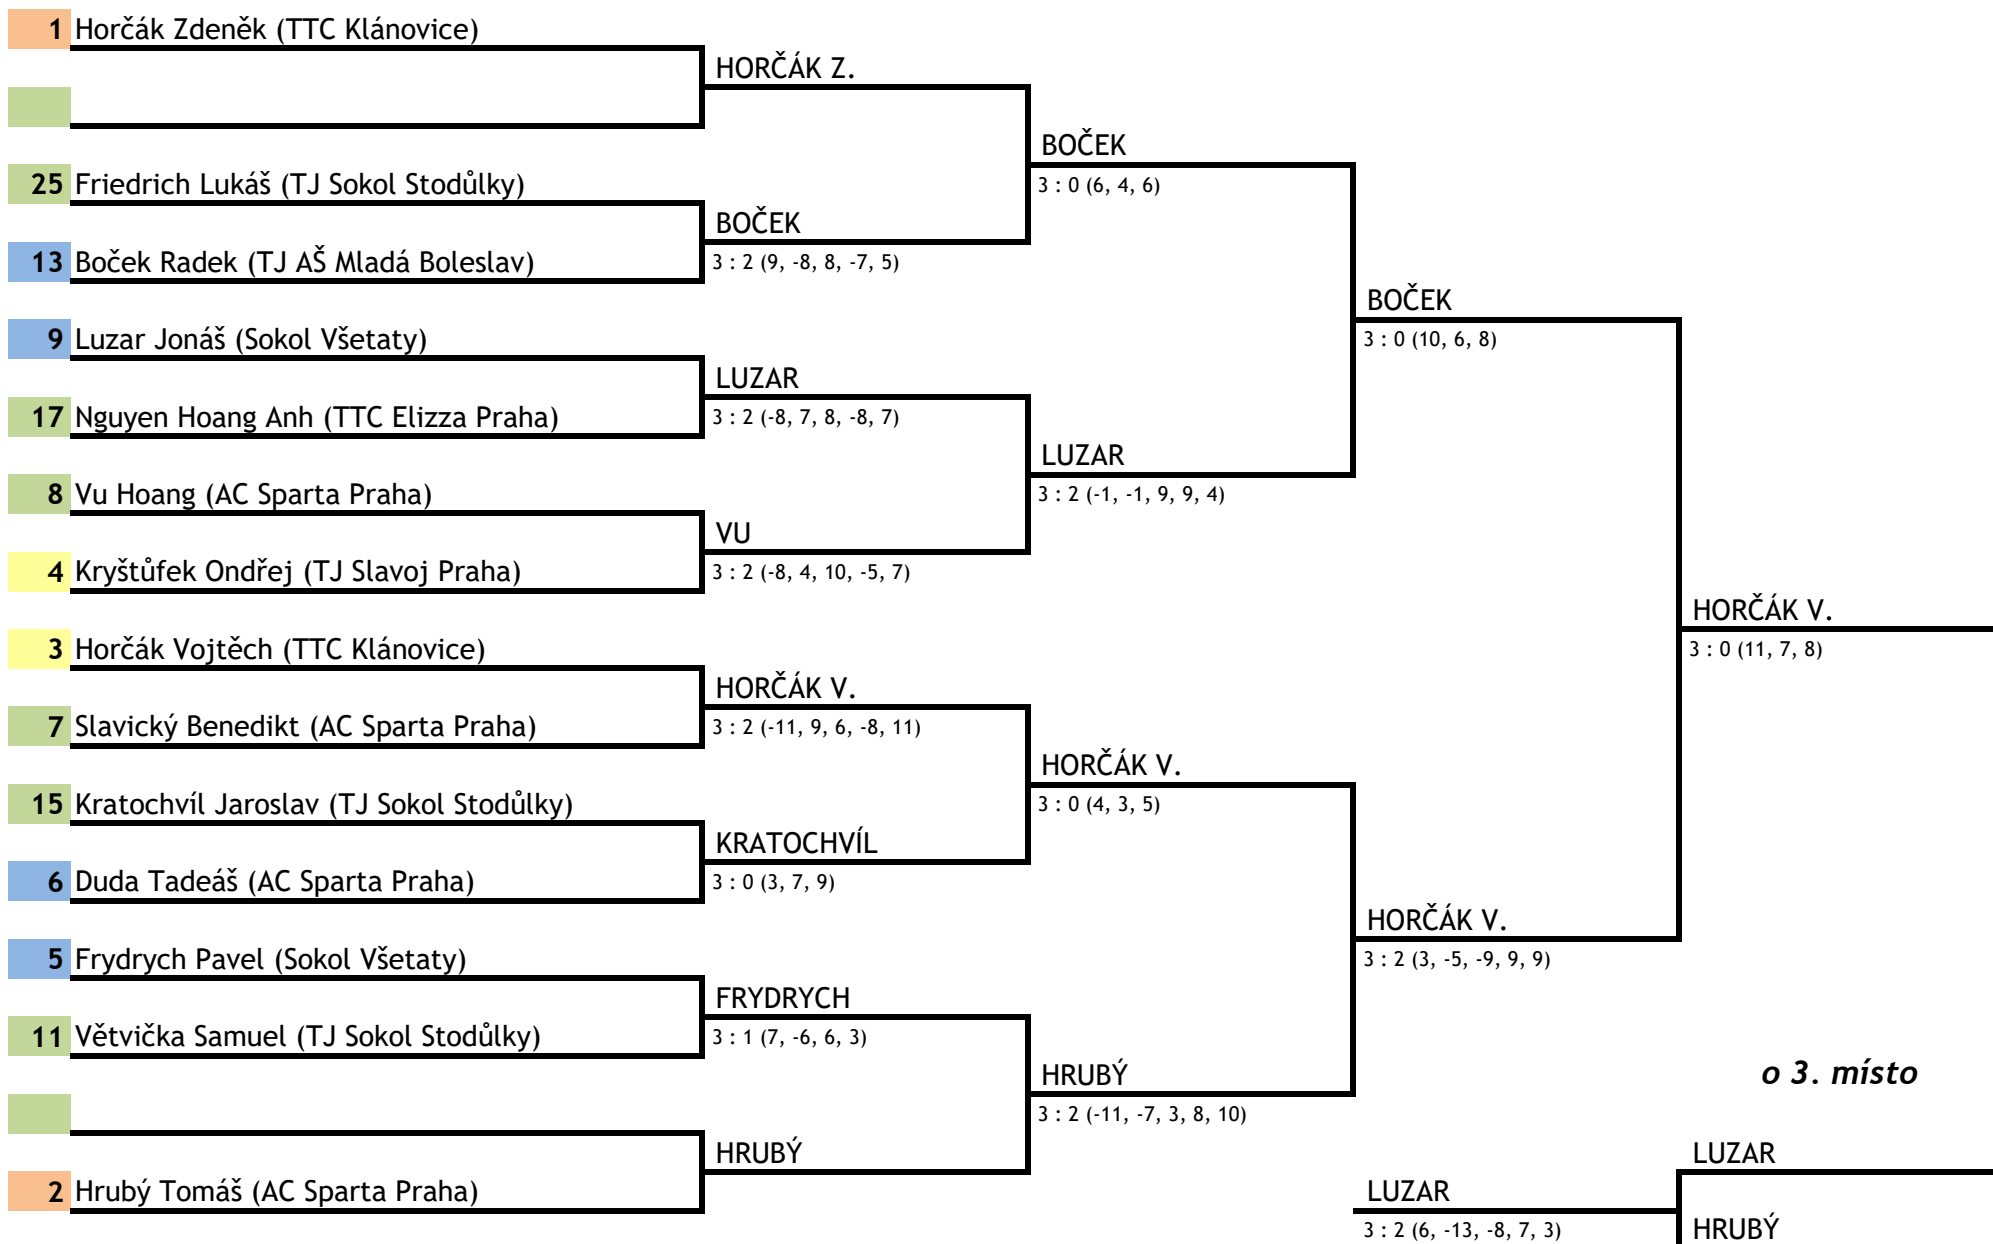 1 Horčák Zdeněk (TTC Klánovice)
HORČÁK Z.
BOČEK
25 Friedrich Lukáš (TJ Sokol Stodůlky)
3 : 0 (6, 4, 6)
BOČEK
13 Boček Radek (TJ AŠ Mladá Boleslav)
3 : 2 (9, -8, 8, -7, 5)
BOČEK
9 Luzar Jonáš (Sokol Všetaty)
3 : 0 (10, 6, 8)
LUZAR
17 Nguyen Hoang Anh (TTC Elizza Praha)
3 : 2 (-8, 7, 8, -8, 7)
LUZAR
8 Vu Hoang (AC Sparta Praha)
3 : 2 (-1, -1, 9, 9, 4)
VU
4 Kryštůfek Ondřej (TJ Slavoj Praha)
3 : 2 (-8, 4, 10, -5, 7)
HORČÁK V.
3 Horčák Vojtěch (TTC Klánovice)
3 : 0 (11, 7, 8)
HORČÁK V.
7 Slavický Benedikt (AC Sparta Praha)
3 : 2 (-11, 9, 6, -8, 11)
HORČÁK V.
15 Kratochvíl Jaroslav (TJ Sokol Stodůlky)
3 : 0 (4, 3, 5)
KRATOCHVÍL
6 Duda Tadeáš (AC Sparta Praha)
3 : 0 (3, 7, 9)
HORČÁK V.
5 Frydrych Pavel (Sokol Všetaty)
3 : 2 (3, -5, -9, 9, 9)
FRYDRYCH
11 Větvička Samuel (TJ Sokol Stodůlky)
3 : 1 (7, -6, 6, 3)
o 3. místo
HRUBÝ
3 : 2 (-11, -7, 3, 8, 10)
HRUBÝ
LUZAR
2 Hrubý Tomáš (AC Sparta Praha)
LUZAR
3 : 2 (6, -13, -8, 7, 3)
HRUBÝ